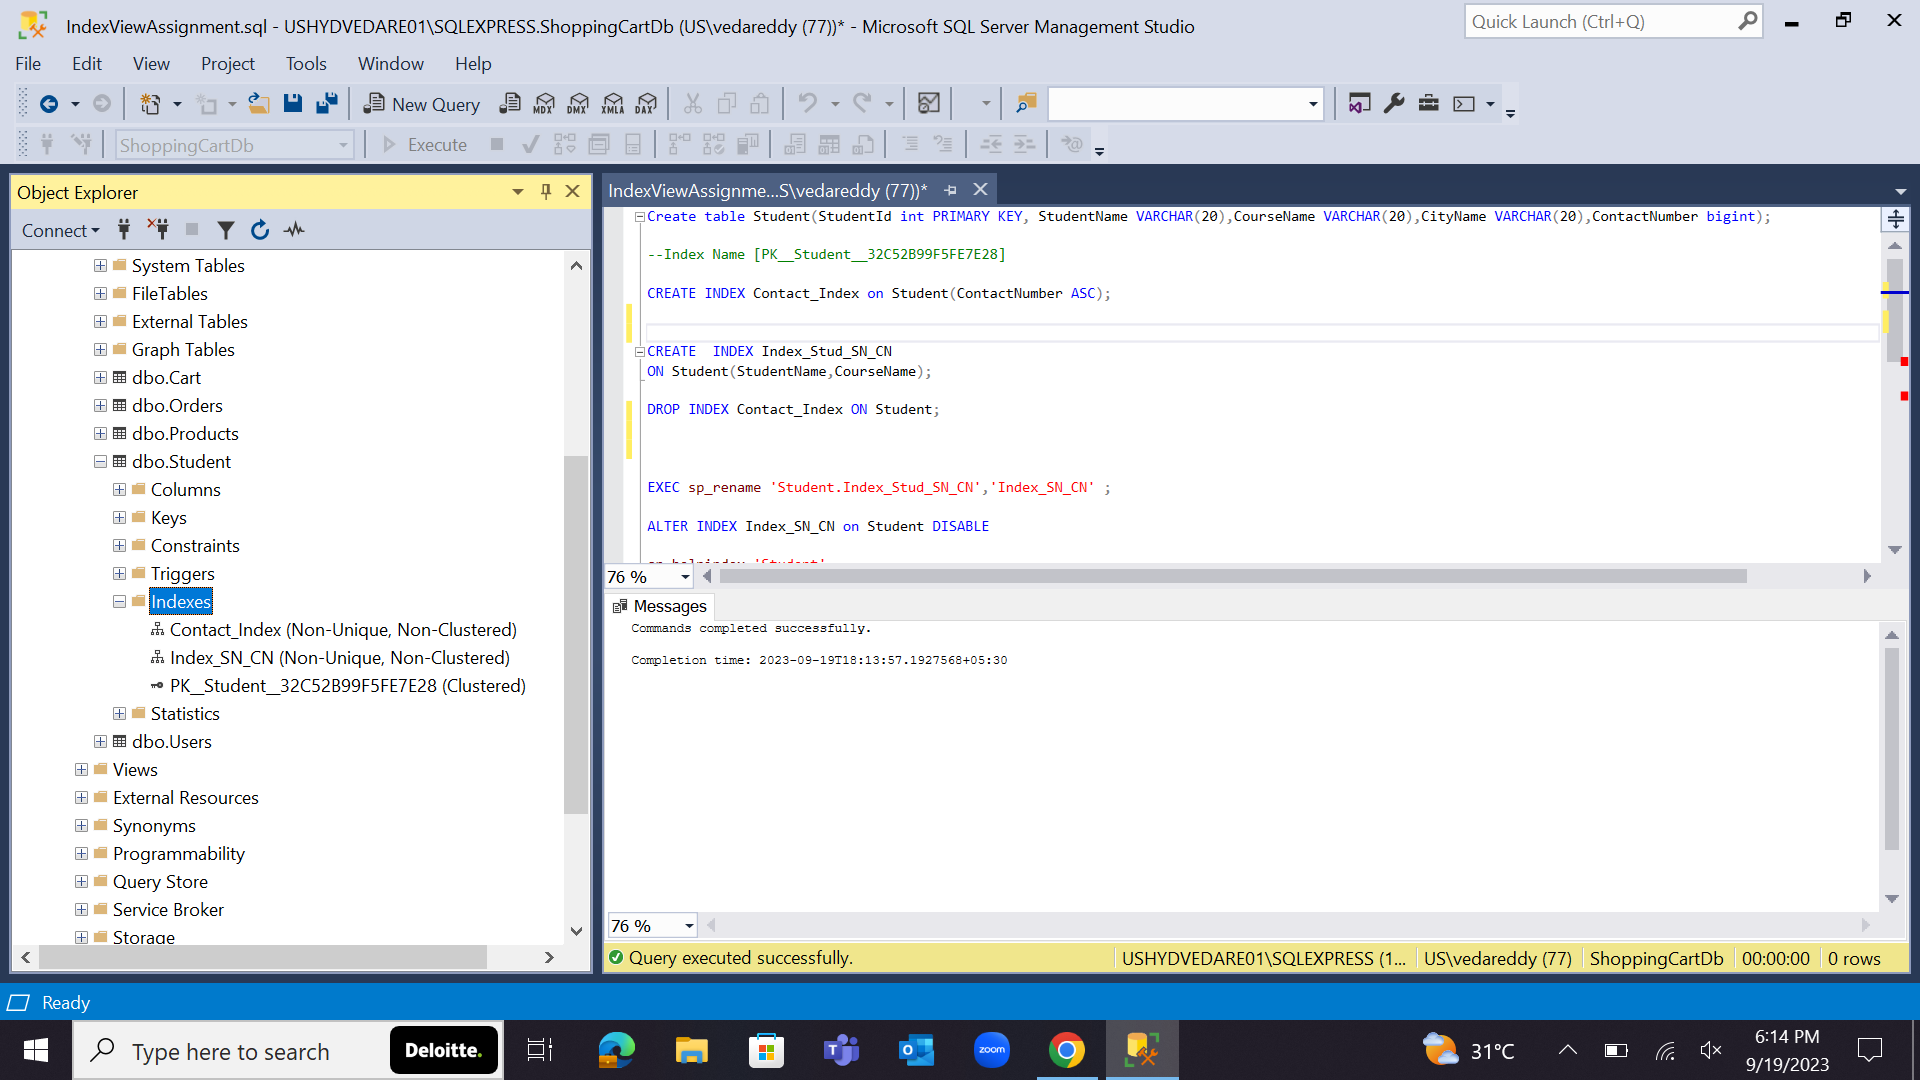 IndexViewAssignment.sql - USHYDVEDARE01\SQLEXPRESS.ShoppingCartDb (US\vedareddy (77))* - Microsoft SQL Server Management Studio
Quick Launch (Ctrl+Q)
File Edit View Project Tools Window Help
New Query MDX DMX XMLA DAX
ShoppingCartDb Execute
Object Explorer
Connect
System Tables
FileTables
External Tables
Graph Tables
dbo.Cart
dbo.Orders
dbo.Products
dbo.Student
Columns
Keys
Constraints
Triggers
Indexes
Contact_Index (Non-Unique, Non-Clustered)
Index_SN_CN (Non-Unique, Non-Clustered)
PK__Student__32C52B99F5FE7E28 (Clustered)
Statistics
dbo.Users
Views
External Resources
Synonyms
Programmability
Query Store
Service Broker
Storage
IndexViewAssignme...S\vedareddy (77))*
Create table Student(StudentId int PRIMARY KEY, StudentName VARCHAR(20),CourseName VARCHAR(20),CityName VARCHAR(20),ContactNumber bigint);
--Index Name [PK__Student__32C52B99F5FE7E28]
CREATE INDEX Contact_Index on Student(ContactNumber ASC);
CREATE  INDEX Index_Stud_SN_CN
ON Student(StudentName,CourseName);
DROP INDEX Contact_Index ON Student;
EXEC sp_rename 'Student.Index_Stud_SN_CN','Index_SN_CN' ;
ALTER INDEX Index_SN_CN on Student DISABLE
sp_helpindex 'Student'
76 %
Messages
Commands completed successfully.
Completion time: 2023-09-19T18:13:57.1927568+05:30
76 %
Query executed successfully. USHYDVEDARE01\SQLEXPRESS (1... US\vedareddy (77) ShoppingCartDb 00:00:00 0 rows
Ready
Type here to search Deloitte. zoom 31°C 6:14 PM
9/19/2023